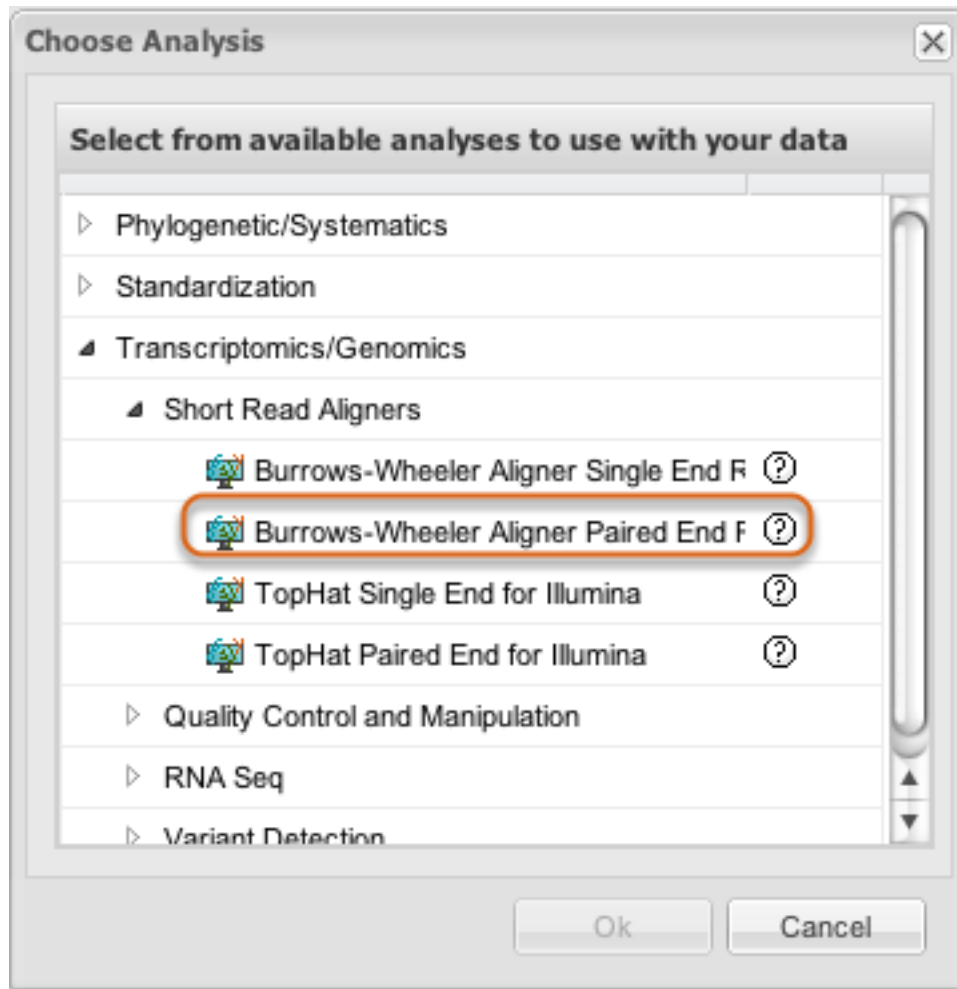 Choose Analysis
Select from available analyses to use with your data
Phylogenetic/Systematics
Standardization
Transcriptomics/Genomics
Short Read Aligners
Burrows-Wheeler Aligner Single End R
Burrows-Wheeler Aligner Paired End
TopHat Single End for Illumina
TopHat Paired End for Illumina
Quality Control and Manipulation
RNA Seq
Variant Detection
Ok Cancel